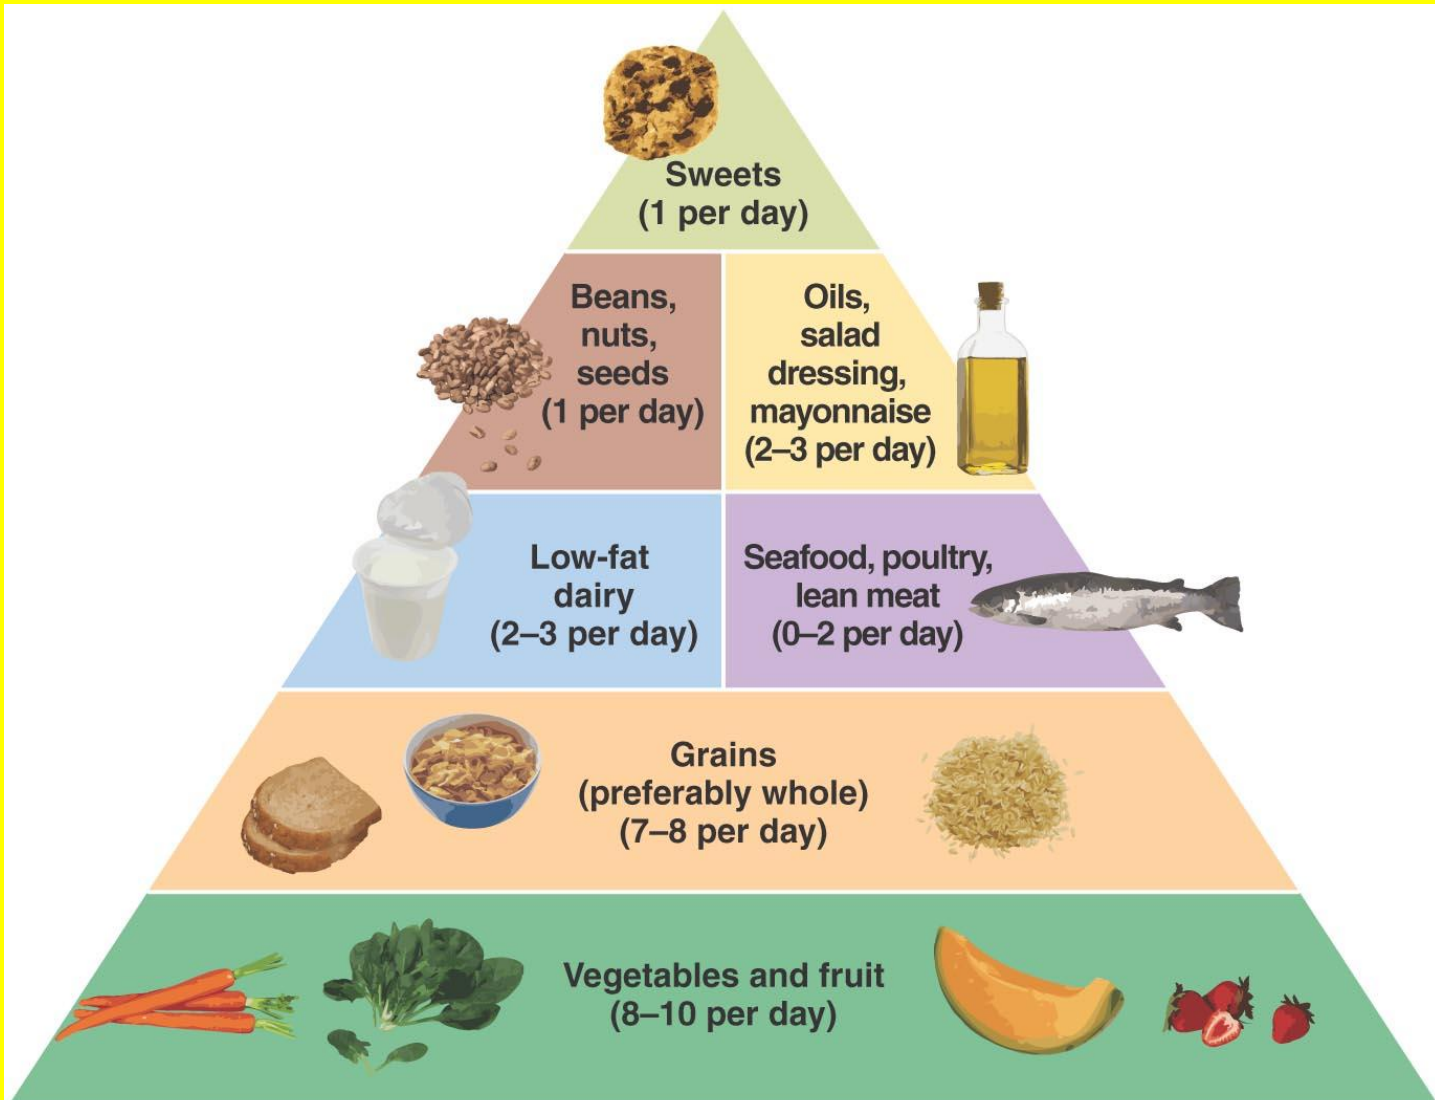 Sweets
(1 per day)
Beans,
nuts,
seeds
(1 per day)
Oils,
salad
dressing,
mayonnaise
(2–3 per day)
Low-fat
dairy
(2–3 per day)
Seafood, poultry,
lean meat
(0–2 per day)
Grains
(preferably whole)
(7–8 per day)
Vegetables and fruit
(8–10 per day)